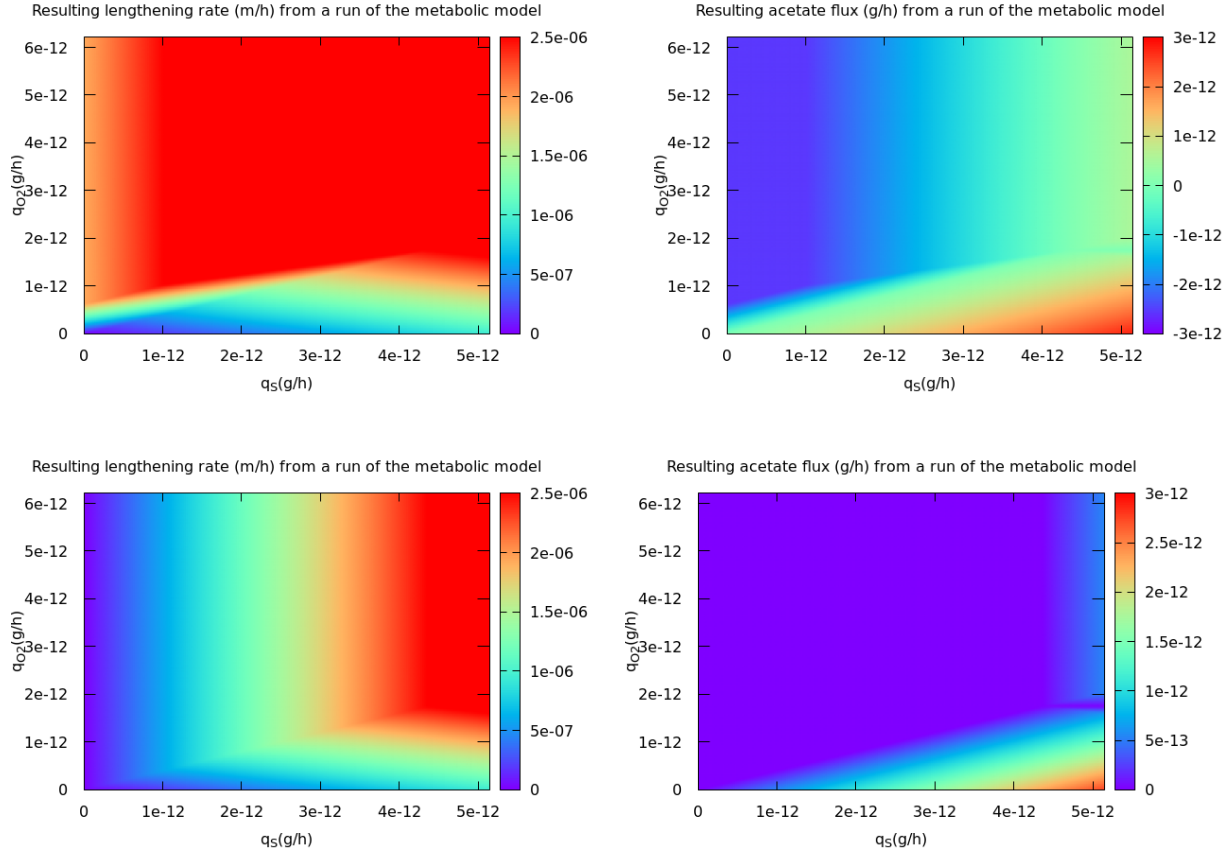 Resulting lengthening rate (m/h) from a run of the metabolic model
6e-12
5e-12
4e-12
3e-12
2e-12
1e-12
0
qO2(g/h)
0 1e-12 2e-12 3e-12 4e-12 5e-12
qS(g/h)
2.5e-06
2e-06
1.5e-06
1e-06
5e-07
0
Resulting acetate flux (g/h) from a run of the metabolic model
6e-12
5e-12
4e-12
3e-12
2e-12
1e-12
0
qO2(g/h)
0 1e-12 2e-12 3e-12 4e-12 5e-12
qS(g/h)
3e-12
2e-12
1e-12
0
-1e-12
-2e-12
-3e-12
Resulting lengthening rate (m/h) from a run of the metabolic model
6e-12
5e-12
4e-12
3e-12
2e-12
1e-12
0
qO2(g/h)
0 1e-12 2e-12 3e-12 4e-12 5e-12
qS(g/h)
2.5e-06
2e-06
1.5e-06
1e-06
5e-07
0
Resulting acetate flux (g/h) from a run of the metabolic model
6e-12
5e-12
4e-12
3e-12
2e-12
1e-12
0
qO2(g/h)
0 1e-12 2e-12 3e-12 4e-12 5e-12
qS(g/h)
3e-12
2.5e-12
2e-12
1.5e-12
1e-12
5e-13
0